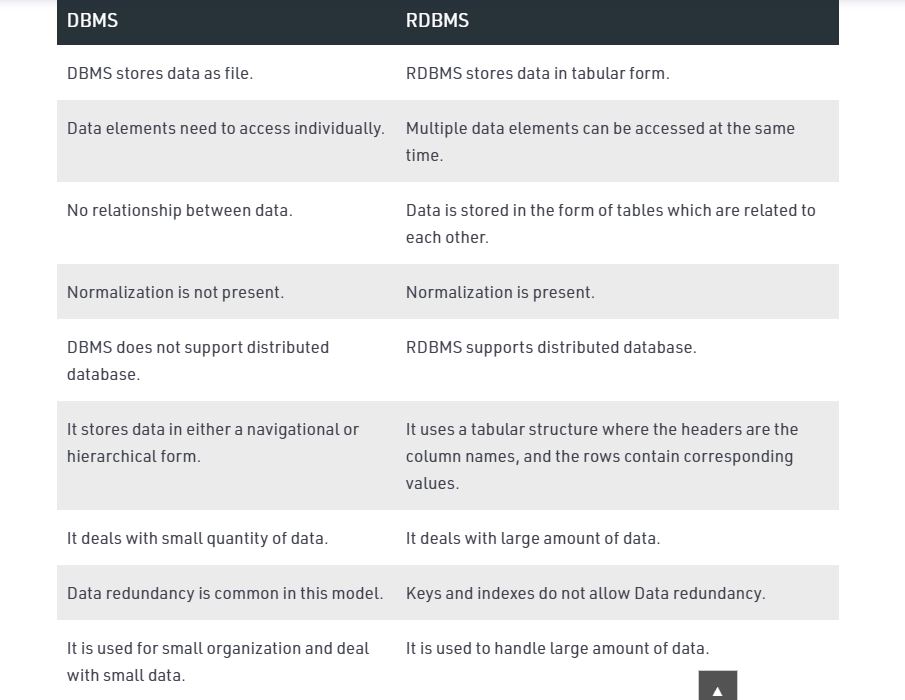 DBMS RDBMS
DBMS stores data as file. RDBMS stores data in tabular form.
Data elements need to access individually. Multiple data elements can be accessed at the same
time.
No relationship between data. Data is stored in the form of tables which are related to
each other.
Normalization is not present. Normalization is present.
DBMS does not support distributed RDBMS supports distributed database.
database.
It stores data in either a navigational or It uses a tabular structure where the headers are the
hierarchical form. column names, and the rows contain corresponding
values.
It deals with small quantity of data. It deals with large amount of data.
Data redundancy is common in this model. Keys and indexes do not allow Data redundancy.
It is used for small organization and deal It is used to handle large amount of data.
with small data.